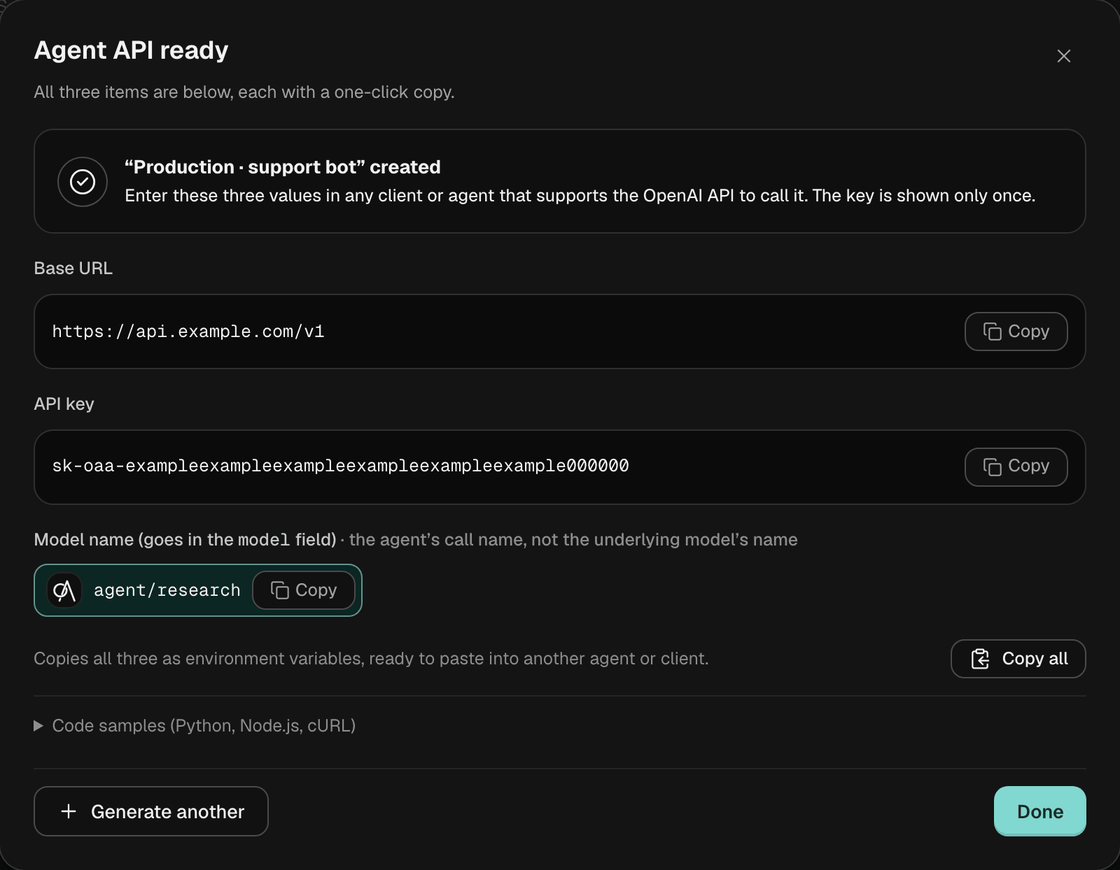 Agent API ready
All three items are below, each with a one-click copy.
“Production · support bot” created
Enter these three values in any client or agent that supports the OpenAI API to call it. The key is shown only once.
Base URL
https://api.example.com/v1
Copy
API key
sk-oaa-exampleexampleexampleexampleexampleexample000000
Copy
Model name (goes in the model field) · the agent’s call name, not the underlying model’s name
agent/research
Copy
Copies all three as environment variables, ready to paste into another agent or client.
Copy all
Code samples (Python, Node.js, cURL)
Generate another
Done